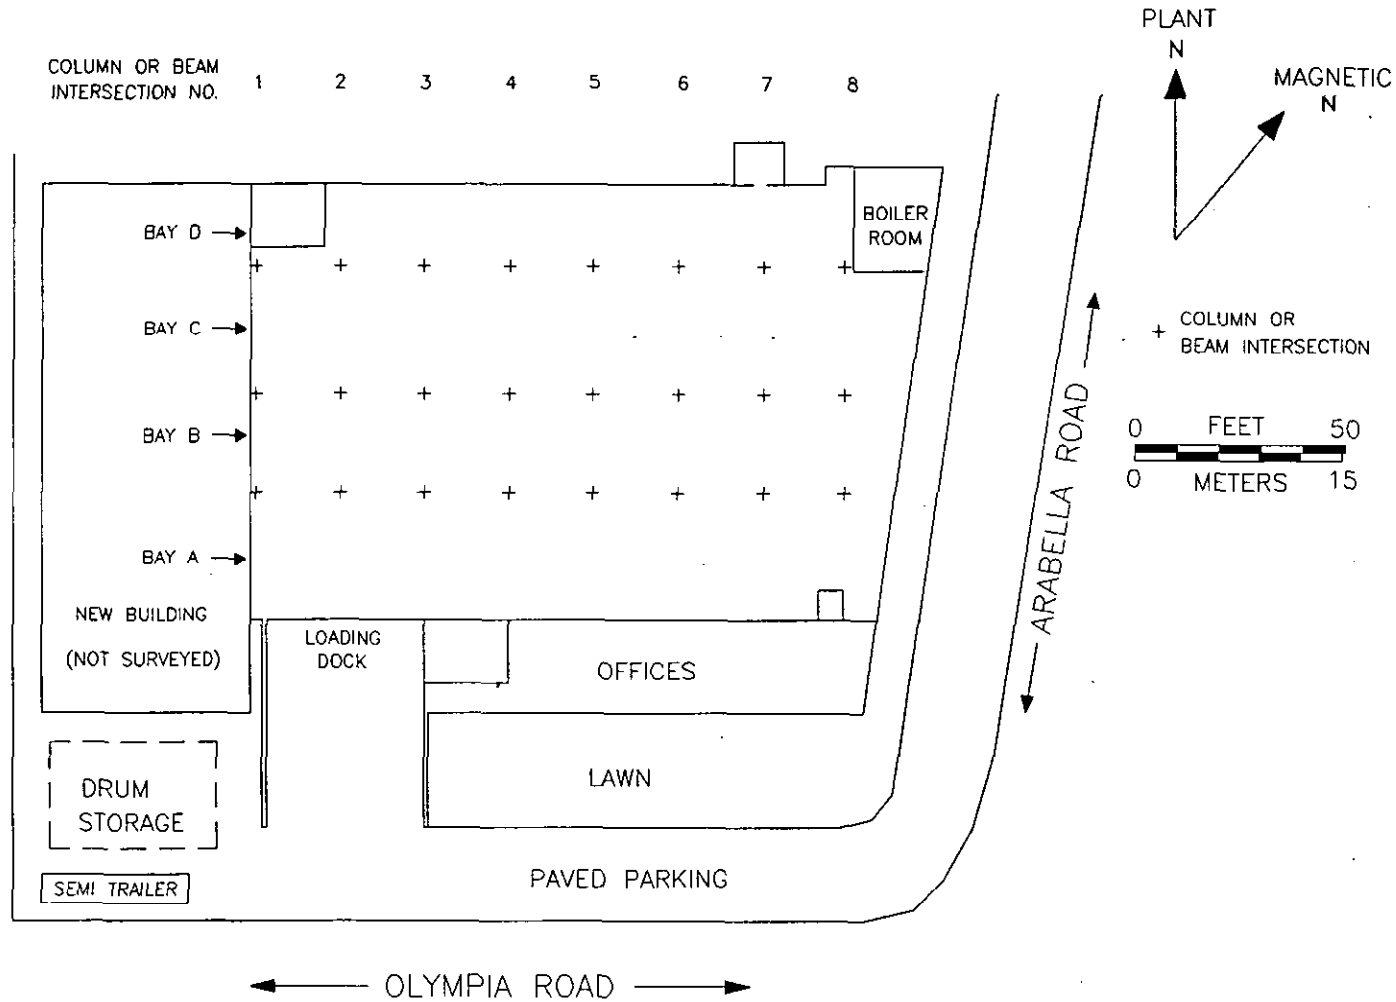 PLANT
N
MAGNETIC
N
COLUMN OR BEAM
INTERSECTION NO.
1 2 3 4 5 6 7 8
BOILER
ROOM
BAY D
BAY C
BAY B
BAY A
+ COLUMN OR
BEAM INTERSECTION
0 FEET 50
0 METERS 15
ARABELLA ROAD
NEW BUILDING
(NOT SURVEYED)
LOADING
DOCK
OFFICES
LAWN
DRUM
STORAGE
SEMI TRAILER
PAVED PARKING
OLYMPIA ROAD